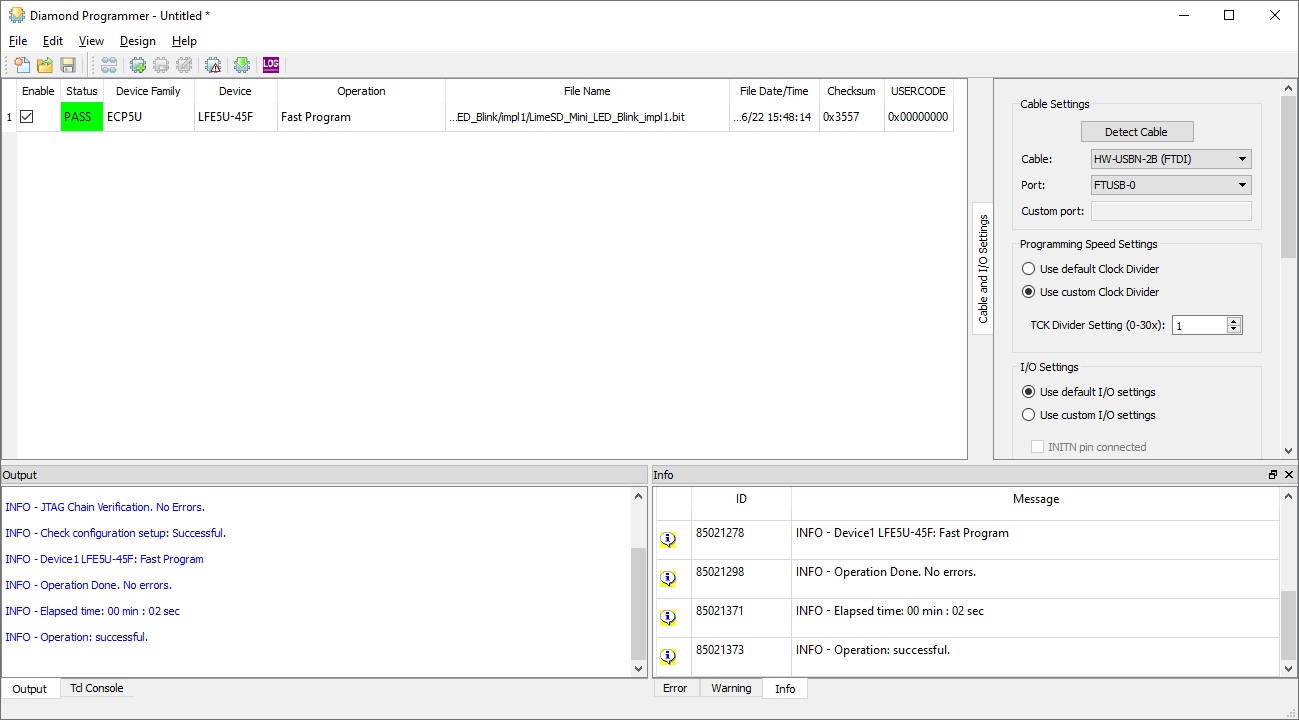 Diamond Programmer - Untitled *
File Edit View Design Help
LOG
Enable Status Device Family Device Operation File Name File Date/Time Checksum USERCODE
1 PASS ECP5U LFE5U-45F Fast Program ...ED_Blink/impl1/LimeSD_Mini_LED_Blink_impl1.bit ...6/22 15:48:14 0x3557 0x00000000
Cable and I/O Settings
Cable Settings
Detect Cable
Cable: HW-USBN-2B (FTDI)
Port: FTUSB-0
Custom port:
Programming Speed Settings
Use default Clock Divider
Use custom Clock Divider
TCK Divider Setting (0-30x): 1
I/O Settings
Use default I/O settings
Use custom I/O settings
INITN pin connected
Output
INFO - JTAG Chain Verification. No Errors.
INFO - Check configuration setup: Successful.
INFO - Device1 LFE5U-45F: Fast Program
INFO - Operation Done. No errors.
INFO - Elapsed time: 00 min : 02 sec
INFO - Operation: successful.
Output Tcl Console
Info
ID Message
85021278 INFO - Device1 LFE5U-45F: Fast Program
85021298 INFO - Operation Done. No errors.
85021371 INFO - Elapsed time: 00 min : 02 sec
85021373 INFO - Operation: successful.
Error Warning Info